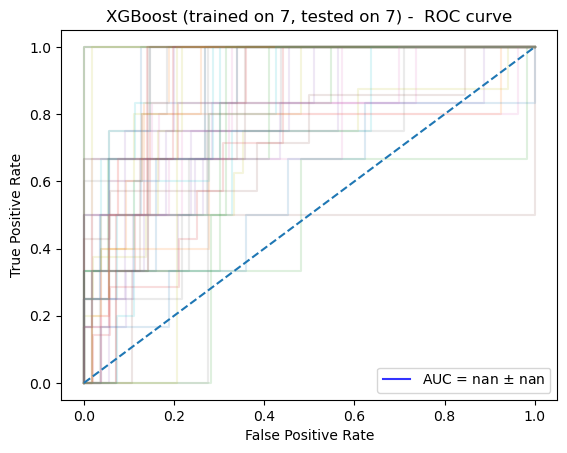 XGBoost (trained on 7, tested on 7) -  ROC curve
True Positive Rate
1.0
0.8
0.6
0.4
0.2
0.0
AUC = nan ± nan
0.0 0.2 0.4 0.6 0.8 1.0
False Positive Rate